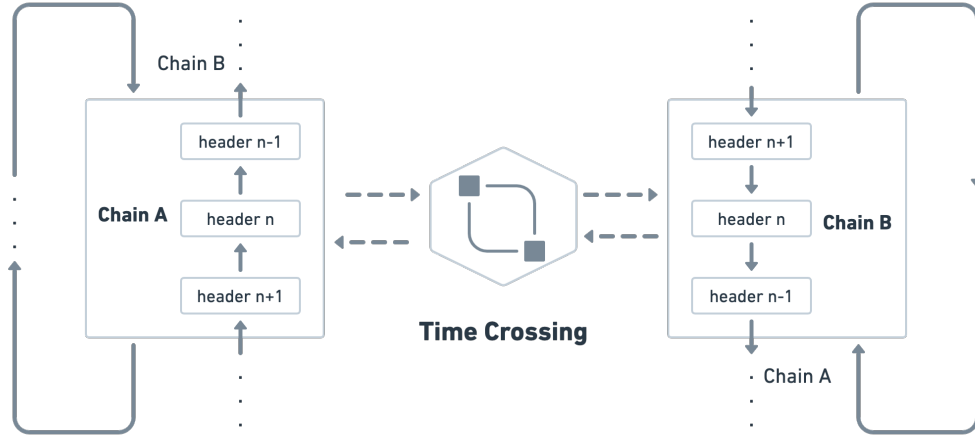 Chain B
header n-1
Chain A
header n
header n+1
Time Crossing
header n+1
header n
Chain B
header n-1
Chain A